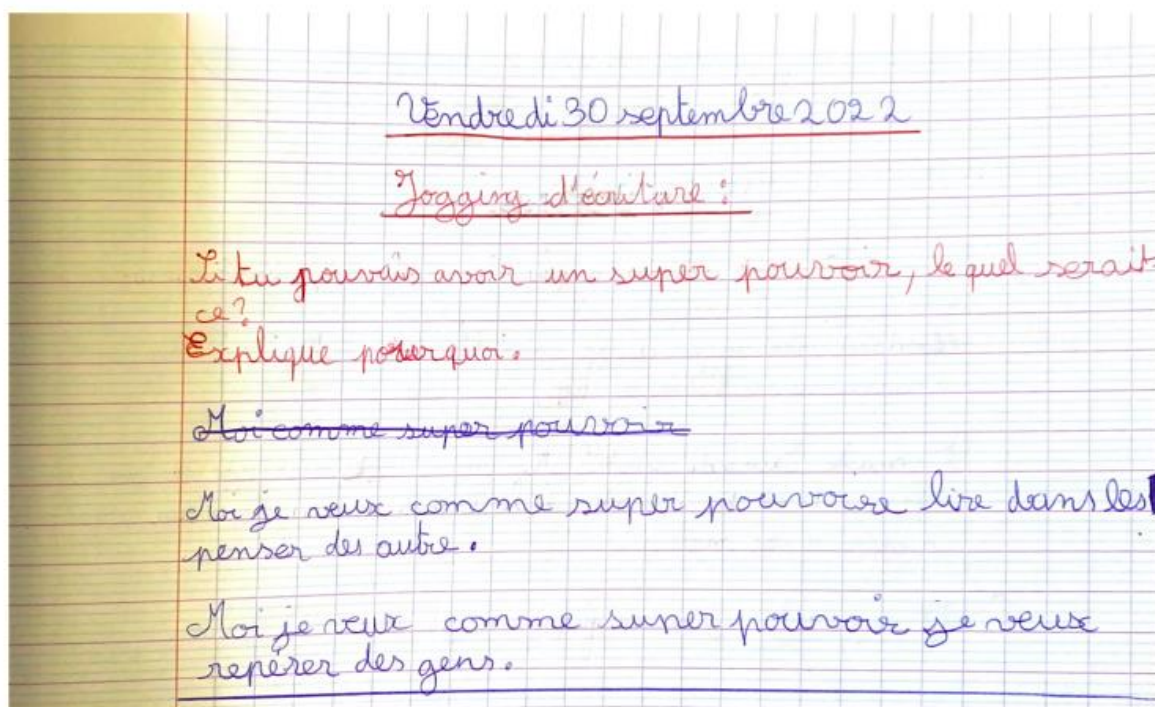 Vendredi 30 septembre 2022
Jogging d'écriture :
Si tu pouvais avoir un super pouvoir, le quel serait-
ce?
Explique pourquoi.
Moi comme super pouvoir
Moi je veux comme super pouvoire lire dans les
penser des autre.
Moi je veux comme super pouvoir je veux
repérer des gens.